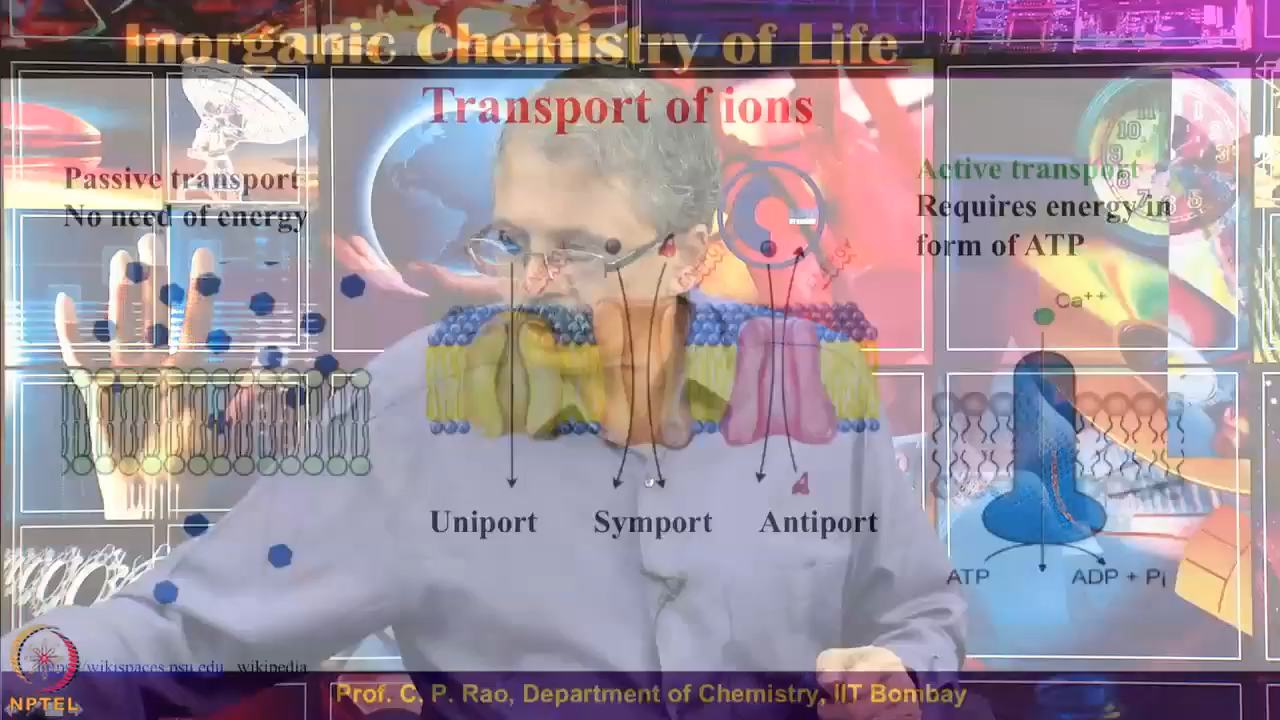 Inorganic Chemistry of Life
Transport of ions
Passive transport
No need of energy
Active transport
Requires energy in
form of ATP
Ca++
Uniport
Symport
Antiport
ATP
ADP + Pi
wikispaces.psu.edu wikipedia
Prof. C. P. Rao, Department of Chemistry, IIT Bombay
NPTEL